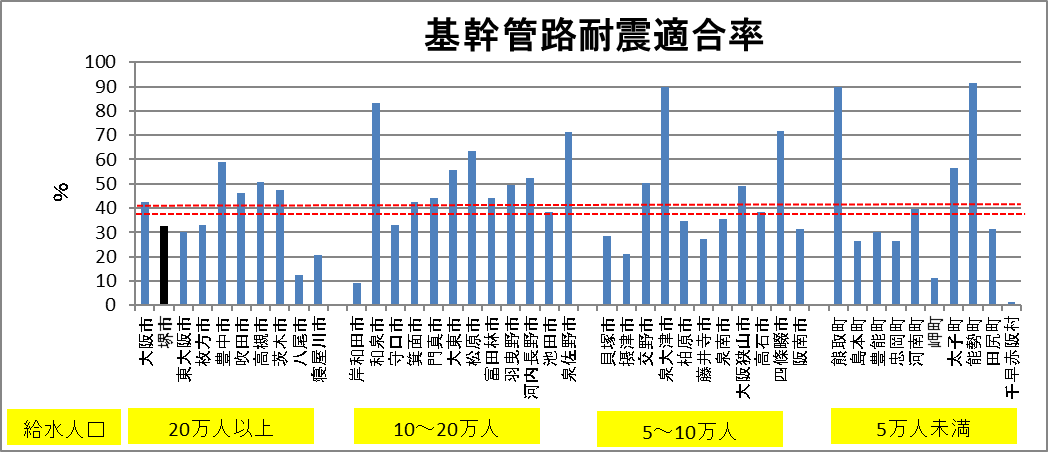 基幹管路耐震適合率
%
100
90
80
70
60
50
40
30
20
10
0
大阪市
堺市
東大阪市
枚方市
豊中市
吹田市
高槻市
茨木市
八尾市
寝屋川市
岸和田市
和泉市
守口市
箕面市
門真市
大東市
松原市
富田林市
羽曳野市
河内長野市
池田市
泉佐野市
貝塚市
摂津市
交野市
泉大津市
柏原市
藤井寺市
泉南市
大阪狭山市
高石市
四條畷市
阪南市
熊取町
島本町
豊能町
忠岡町
河南町
岬町
太子町
能勢町
田尻町
千早赤阪村
給水人口
20万人以上
10～20万人
5～10万人
5万人未満